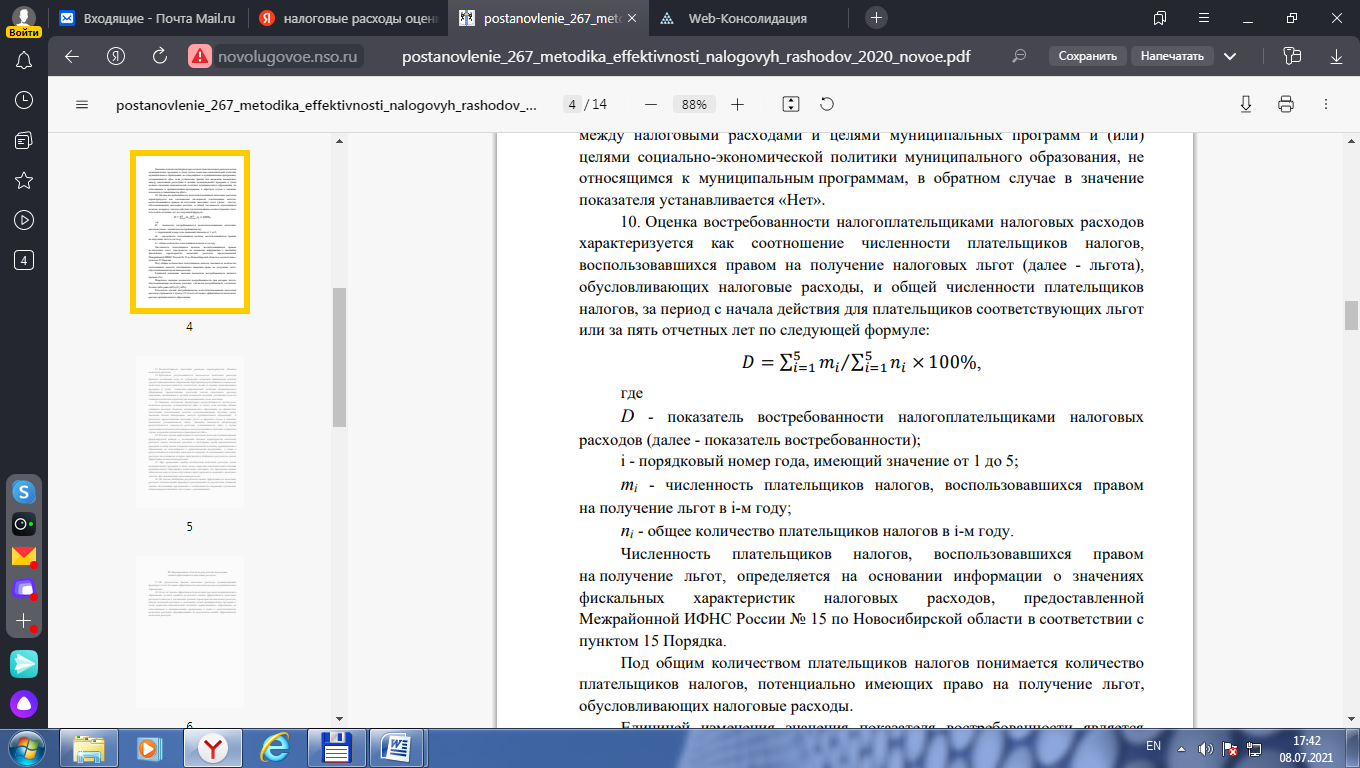 Входящие - Почта Mail.ru
налоговые расходы оцен
postanovlenie_267_met
Web-Консолидация
Войти
novolugovoe.nso.ru
postanovlenie_267_metodika_effektivnosti_nalogovyh_rashodov_2020_novoe.pdf
Сохранить
Напечатать
postanovlenie_267_metodika_effektivnosti_nalogovyh_rashodov_...
4 / 14
88%
между налоговыми расходами и целями муниципальных программ и (или)
целями социально-экономической политики муниципального образования, не
относящихся к муниципальным программ, в обратном случае в значение
показателя устанавливается «Нет».
10. Оценка востребованности налогоплательщиками налоговых расходов
характеризуется как соотношение численности плательщиков налогов,
воспользовавшихся правом на получение налоговых льгот (далее - льгота),
обусловливающих налоговые расходы, и общей численности плательщиков
налогов, за период с начала действия для плательщиков соответствующих льгот
или за пять отчетных лет по следующей формуле:
D = ∑⁵ᵢ₌₁ mᵢ/∑⁵ᵢ₌₁ nᵢ × 100%,
где
D - показатель востребованности налогоплательщиками налоговых
расходов (далее - показатель востребованности);
i - порядковый номер года, имеющий значение от 1 до 5;
mᵢ - численность плательщиков налогов, воспользовавшихся правом
на получение льгот в i-м году;
nᵢ - общее количество плательщиков налогов в i-м году.
Численность плательщиков налогов, воспользовавшихся правом
на получение льгот, определяется на основании информации о значениях
фискальных характеристик налоговых расходов, предоставленной
Межрайонной ИФНС России № 15 по Новосибирской области в соответствии с
пунктом 15 Порядка.
Под общим количеством плательщиков налогов понимается количество
плательщиков налогов, потенциально имеющих право на получение льгот,
обусловливающих налоговые расходы.
Единицей измерения значения показателя востребованности является
4
5
6
4
EN
17:42
08.07.2021